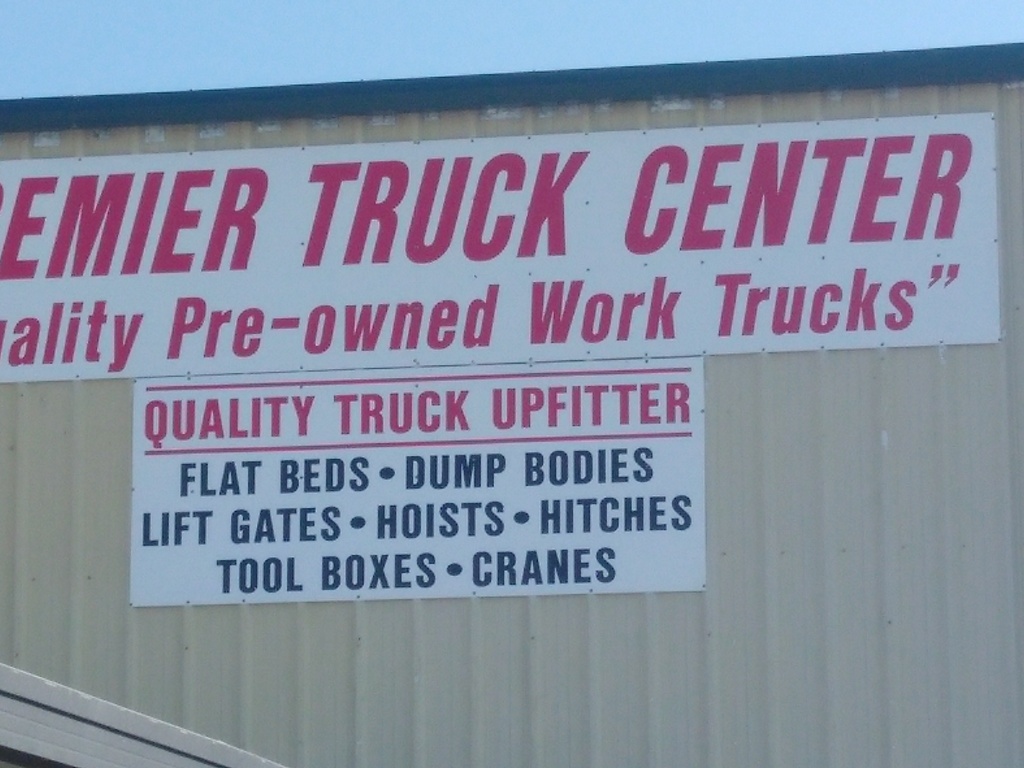 REMIER TRUCK CENTER
uality Pre-owned Work Trucks”
QUALITY TRUCK UPFITTER
FLAT BEDS • DUMP BODIES
LIFT GATES • HOISTS • HITCHES
TOOL BOXES • CRANES